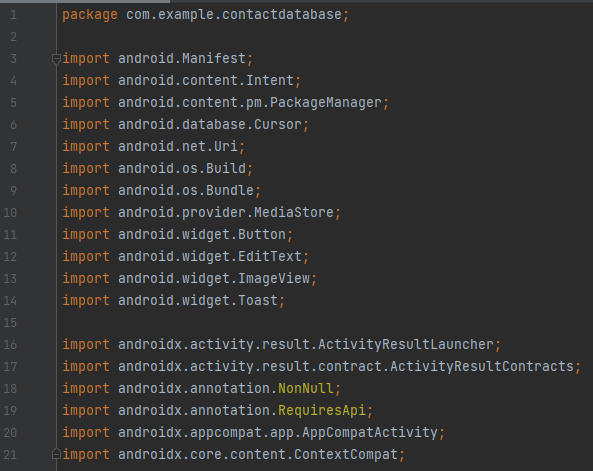 1 package com.example.contactdatabase;
2
3 import android.Manifest;
4 import android.content.Intent;
5 import android.content.pm.PackageManager;
6 import android.database.Cursor;
7 import android.net.Uri;
8 import android.os.Build;
9 import android.os.Bundle;
10 import android.provider.MediaStore;
11 import android.widget.Button;
12 import android.widget.EditText;
13 import android.widget.ImageView;
14 import android.widget.Toast;
15
16 import androidx.activity.result.ActivityResultLauncher;
17 import androidx.activity.result.contract.ActivityResultContracts;
18 import androidx.annotation.NonNull;
19 import androidx.annotation.RequiresApi;
20 import androidx.appcompat.app.AppCompatActivity;
21 import androidx.core.content.ContextCompat;